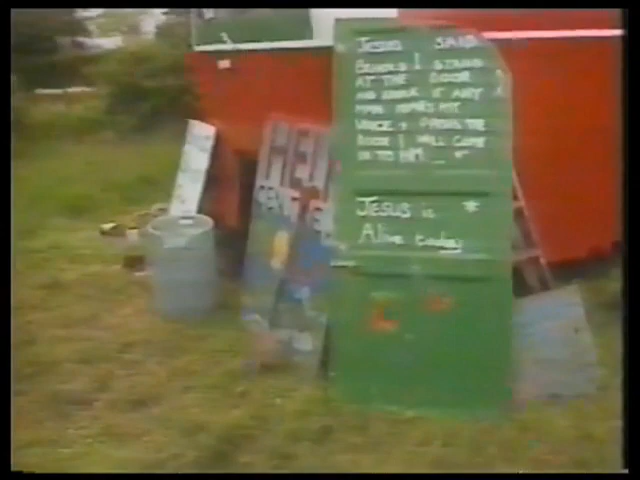 Jesus SAID
BEHOLD I STAND
AT THE DOOR
AND KNOCK IF ANY
MAN HEARS MY
VOICE + OPENS THE
DOOR I WILL COME
IN TO HIM
JESUS is *
Alive today
HELL